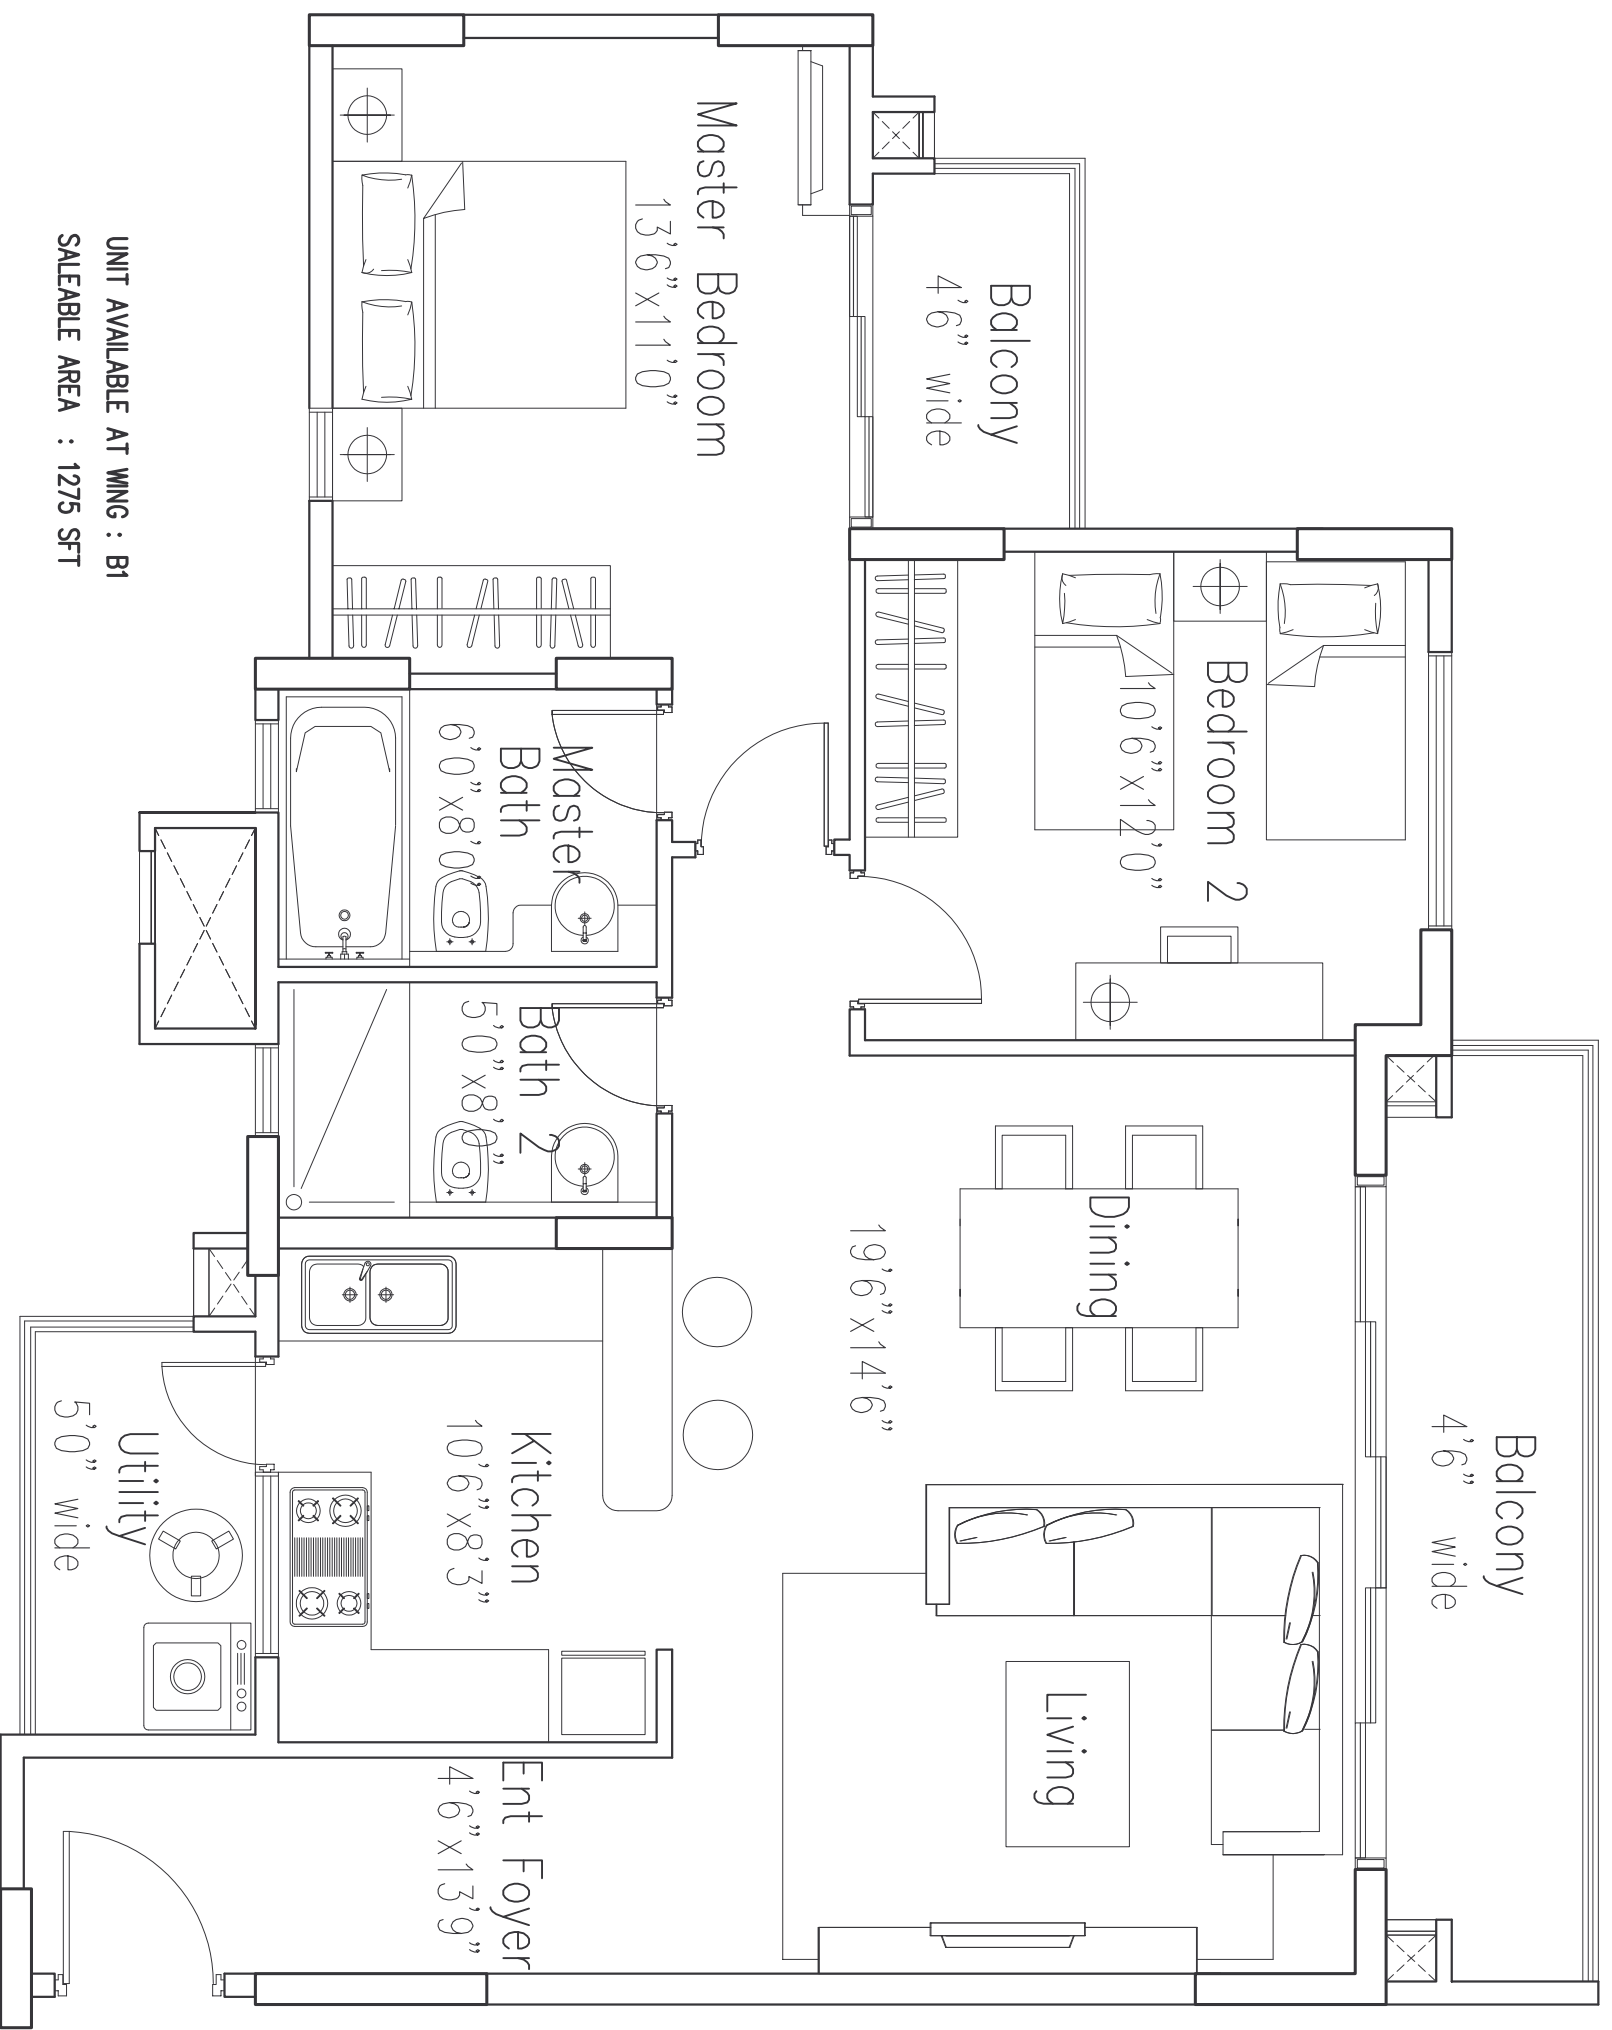 Balcony
4'6" wide
Balcony
4'6" wide
Bedroom 2
10'6"x12'0"
Dining
Living
19'6"x14'6"
Master Bedroom
13'6"x11'0"
Master
Bath
6'0"x8'0"
Bath 2
5'0"x8'0"
Kitchen
10'6"x8'3"
Ent Foyer
4'6"x13'9"
Utility
5'0" wide
UNIT AVAILABLE AT WING : B1
SALEABLE AREA : 1275 SFT